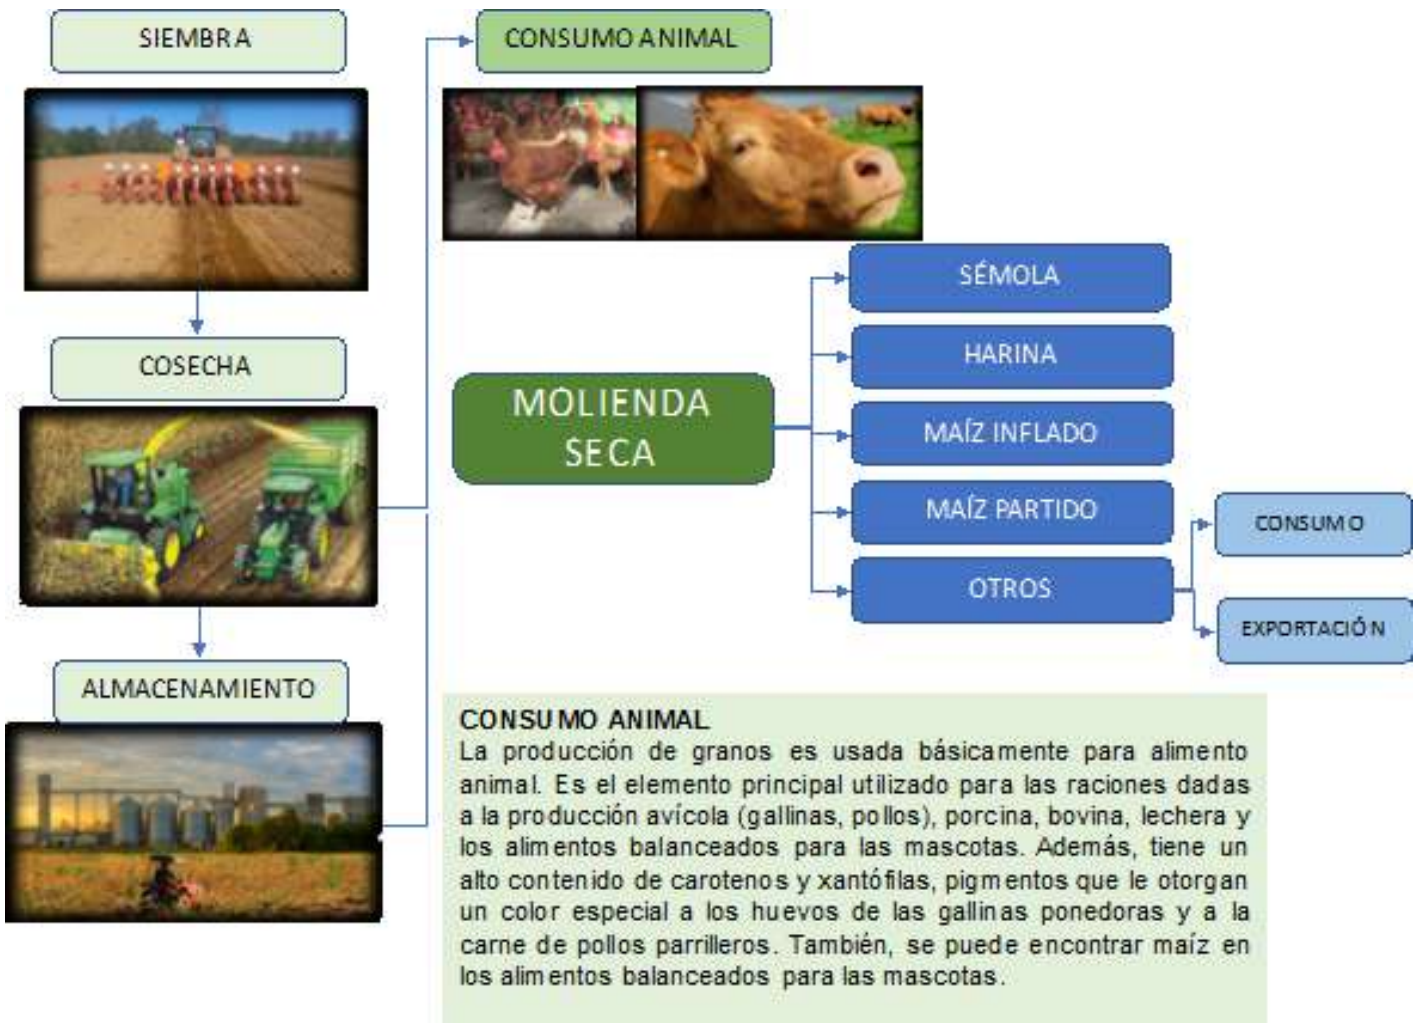 SIEMBRA
CONSUMO ANIMAL
COSECHA
ALMACENAMIENTO
MOLIENDA
SECA
SÉMOLA
HARINA
MAÍZ INFLADO
MAÍZ PARTIDO
OTROS
CONSUMO
EXPORTACIÓN
CONSUMO ANIMAL
La producción de granos es usada básicamente para alimento
animal. Es el elemento principal utilizado para las raciones dadas
a la producción avícola (gallinas, pollos), porcina, bovina, lechera y
los alimentos balanceados para las mascotas. Además, tiene un
alto contenido de carotenos y xantófilas, pigmentos que le otorgan
un color especial a los huevos de las gallinas ponedoras y a la
carne de pollos parrilleros. También, se puede encontrar maíz en
los alimentos balanceados para las mascotas.